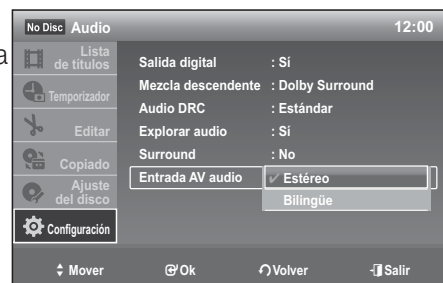 No Disc Audio 12:00
a
Lista
de titulos
Temporizador
Editar
Copiado
Ajuste
del disco
Configuración
Salida digital : Sí
Mezcla descendente : Dolby Surround
Audio DRC : Estándar
Explorar audio : Sí
Surround : No
Entrada AV audio ✔ Estéreo
Bilingüe
Mover Ok Volver Salir